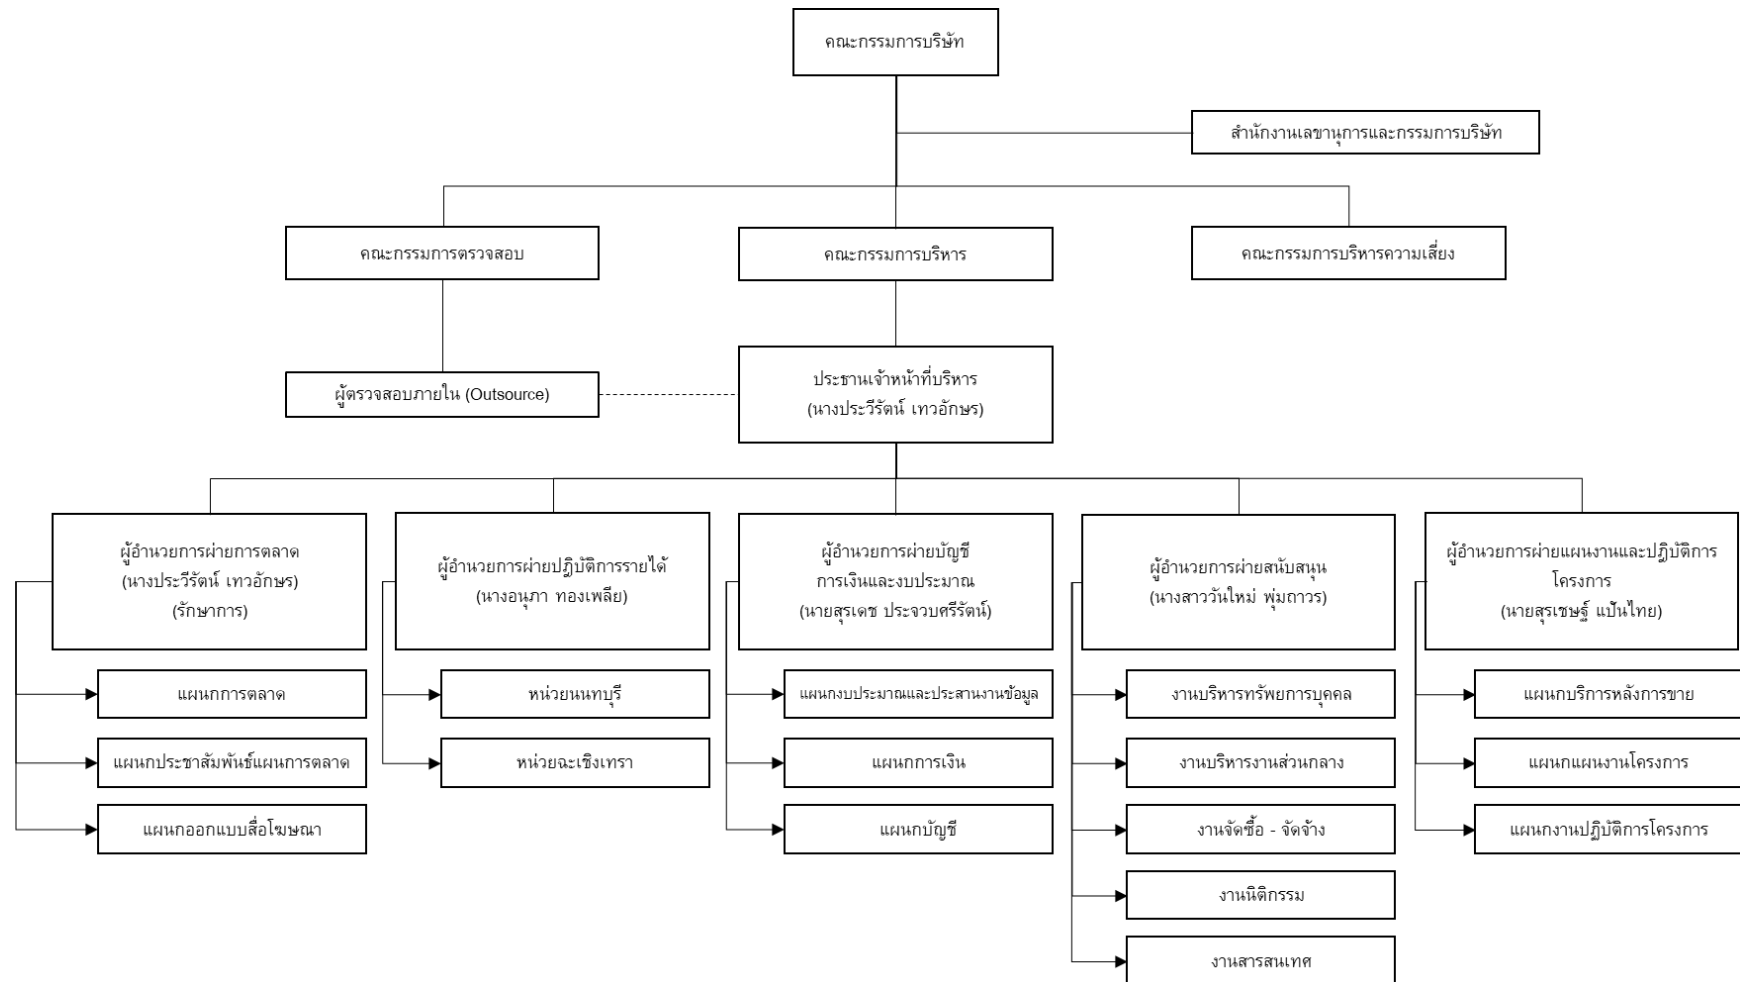 คณะกรรมการบริษัท
สำนักงานเลขานุการและกรรมการบริษัท
คณะกรรมการตรวจสอบ
คณะกรรมการบริหาร
คณะกรรมการบริหารความเสี่ยง
ผู้ตรวจสอบภายใน (Outsource)
ประธานเจ้าหน้าที่บริหาร
(นางประวีรัตน์ เทวอักษร)
ผู้อำนวยการฝ่ายการตลาด
(นางประวีรัตน์ เทวอักษร)
(รักษาการ)
แผนกการตลาด
แผนกประชาสัมพันธ์แผนการตลาด
แผนกออกแบบสื่อโฆษณา
ผู้อำนวยการฝ่ายปฏิบัติการรายได้
(นางอนุภา ทองเพลีย)
หน่วยนนทบุรี
หน่วยฉะเชิงเทรา
ผู้อำนวยการฝ่ายบัญชี
การเงินและงบประมาณ
(นายสุรเดช ประจวบศรีรัตน์)
แผนกงบประมาณและประสานงานข้อมูล
แผนกการเงิน
แผนกบัญชี
ผู้อำนวยการฝ่ายสนับสนุน
(นางสาววันใหม่ พุ่มถาวร)
งานบริหารทรัพยการบุคคล
งานบริหารงานส่วนกลาง
งานจัดซื้อ - จัดจ้าง
งานนิติกรรม
งานสารสนเทศ
ผู้อำนวยการฝ่ายแผนงานและปฏิบัติการ
โครงการ
(นายสุรเชษฐ์ แป้นไทย)
แผนกบริการหลังการขาย
แผนกแผนงานโครงการ
แผนกงานปฏิบัติการโครงการ